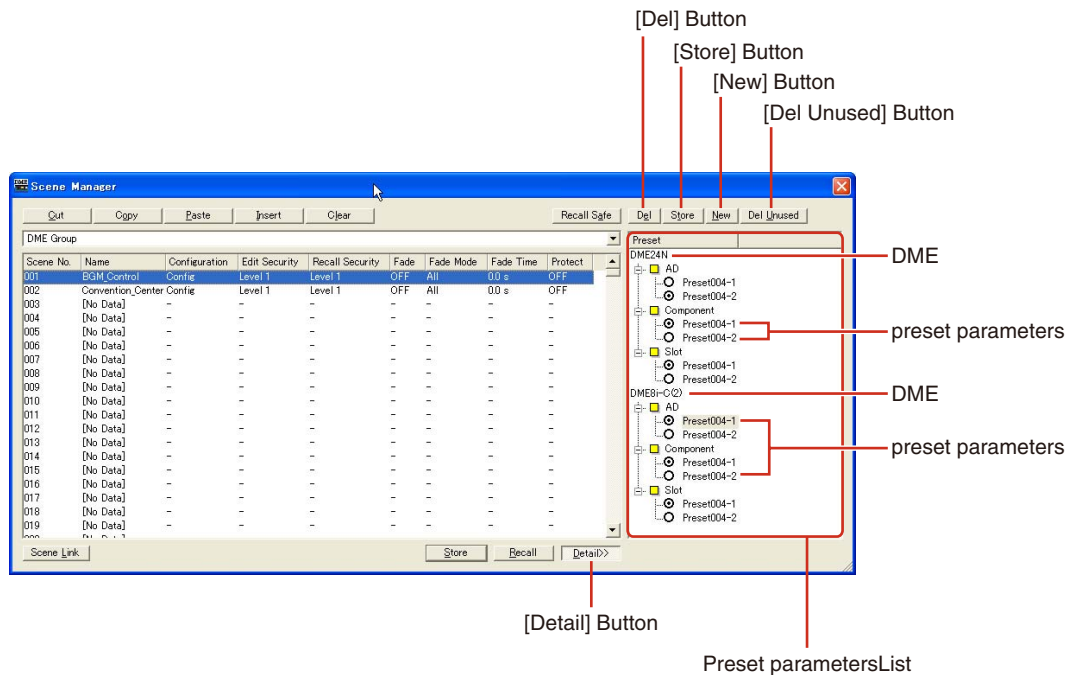 [Del] Button
[Store] Button
[New] Button
[Del Unused] Button
Scene Manager
Cut Copy Paste Insert Clear Recall Safe Del Store New Del Unused
DME Group
Preset
Scene No. Name Configuration Edit Security Recall Security Fade Fade Mode Fade Time Protect
001 BGM_Control Config Level 1 Level 1 OFF All 0.0 s OFF
002 Convention_Center Config Level 1 Level 1 OFF All 0.0 s OFF
003 [No Data] - - - - - - -
004 [No Data] - - - - - - -
005 [No Data] - - - - - - -
006 [No Data] - - - - - - -
007 [No Data] - - - - - - -
008 [No Data] - - - - - - -
009 [No Data] - - - - - - -
010 [No Data] - - - - - - -
011 [No Data] - - - - - - -
012 [No Data] - - - - - - -
013 [No Data] - - - - - - -
014 [No Data] - - - - - - -
015 [No Data] - - - - - - -
016 [No Data] - - - - - - -
017 [No Data] - - - - - - -
018 [No Data] - - - - - - -
019 [No Data] - - - - - - -
DME24N
AD
Preset004-1
Preset004-2
Component
Preset004-1
Preset004-2
Slot
Preset004-1
Preset004-2
DME8i-C(2)
AD
Preset004-1
Preset004-2
Component
Preset004-1
Preset004-2
Slot
Preset004-1
Preset004-2
DME
preset parameters
DME
preset parameters
Scene Link Store Recall Detail>>
[Detail] Button
Preset parametersList